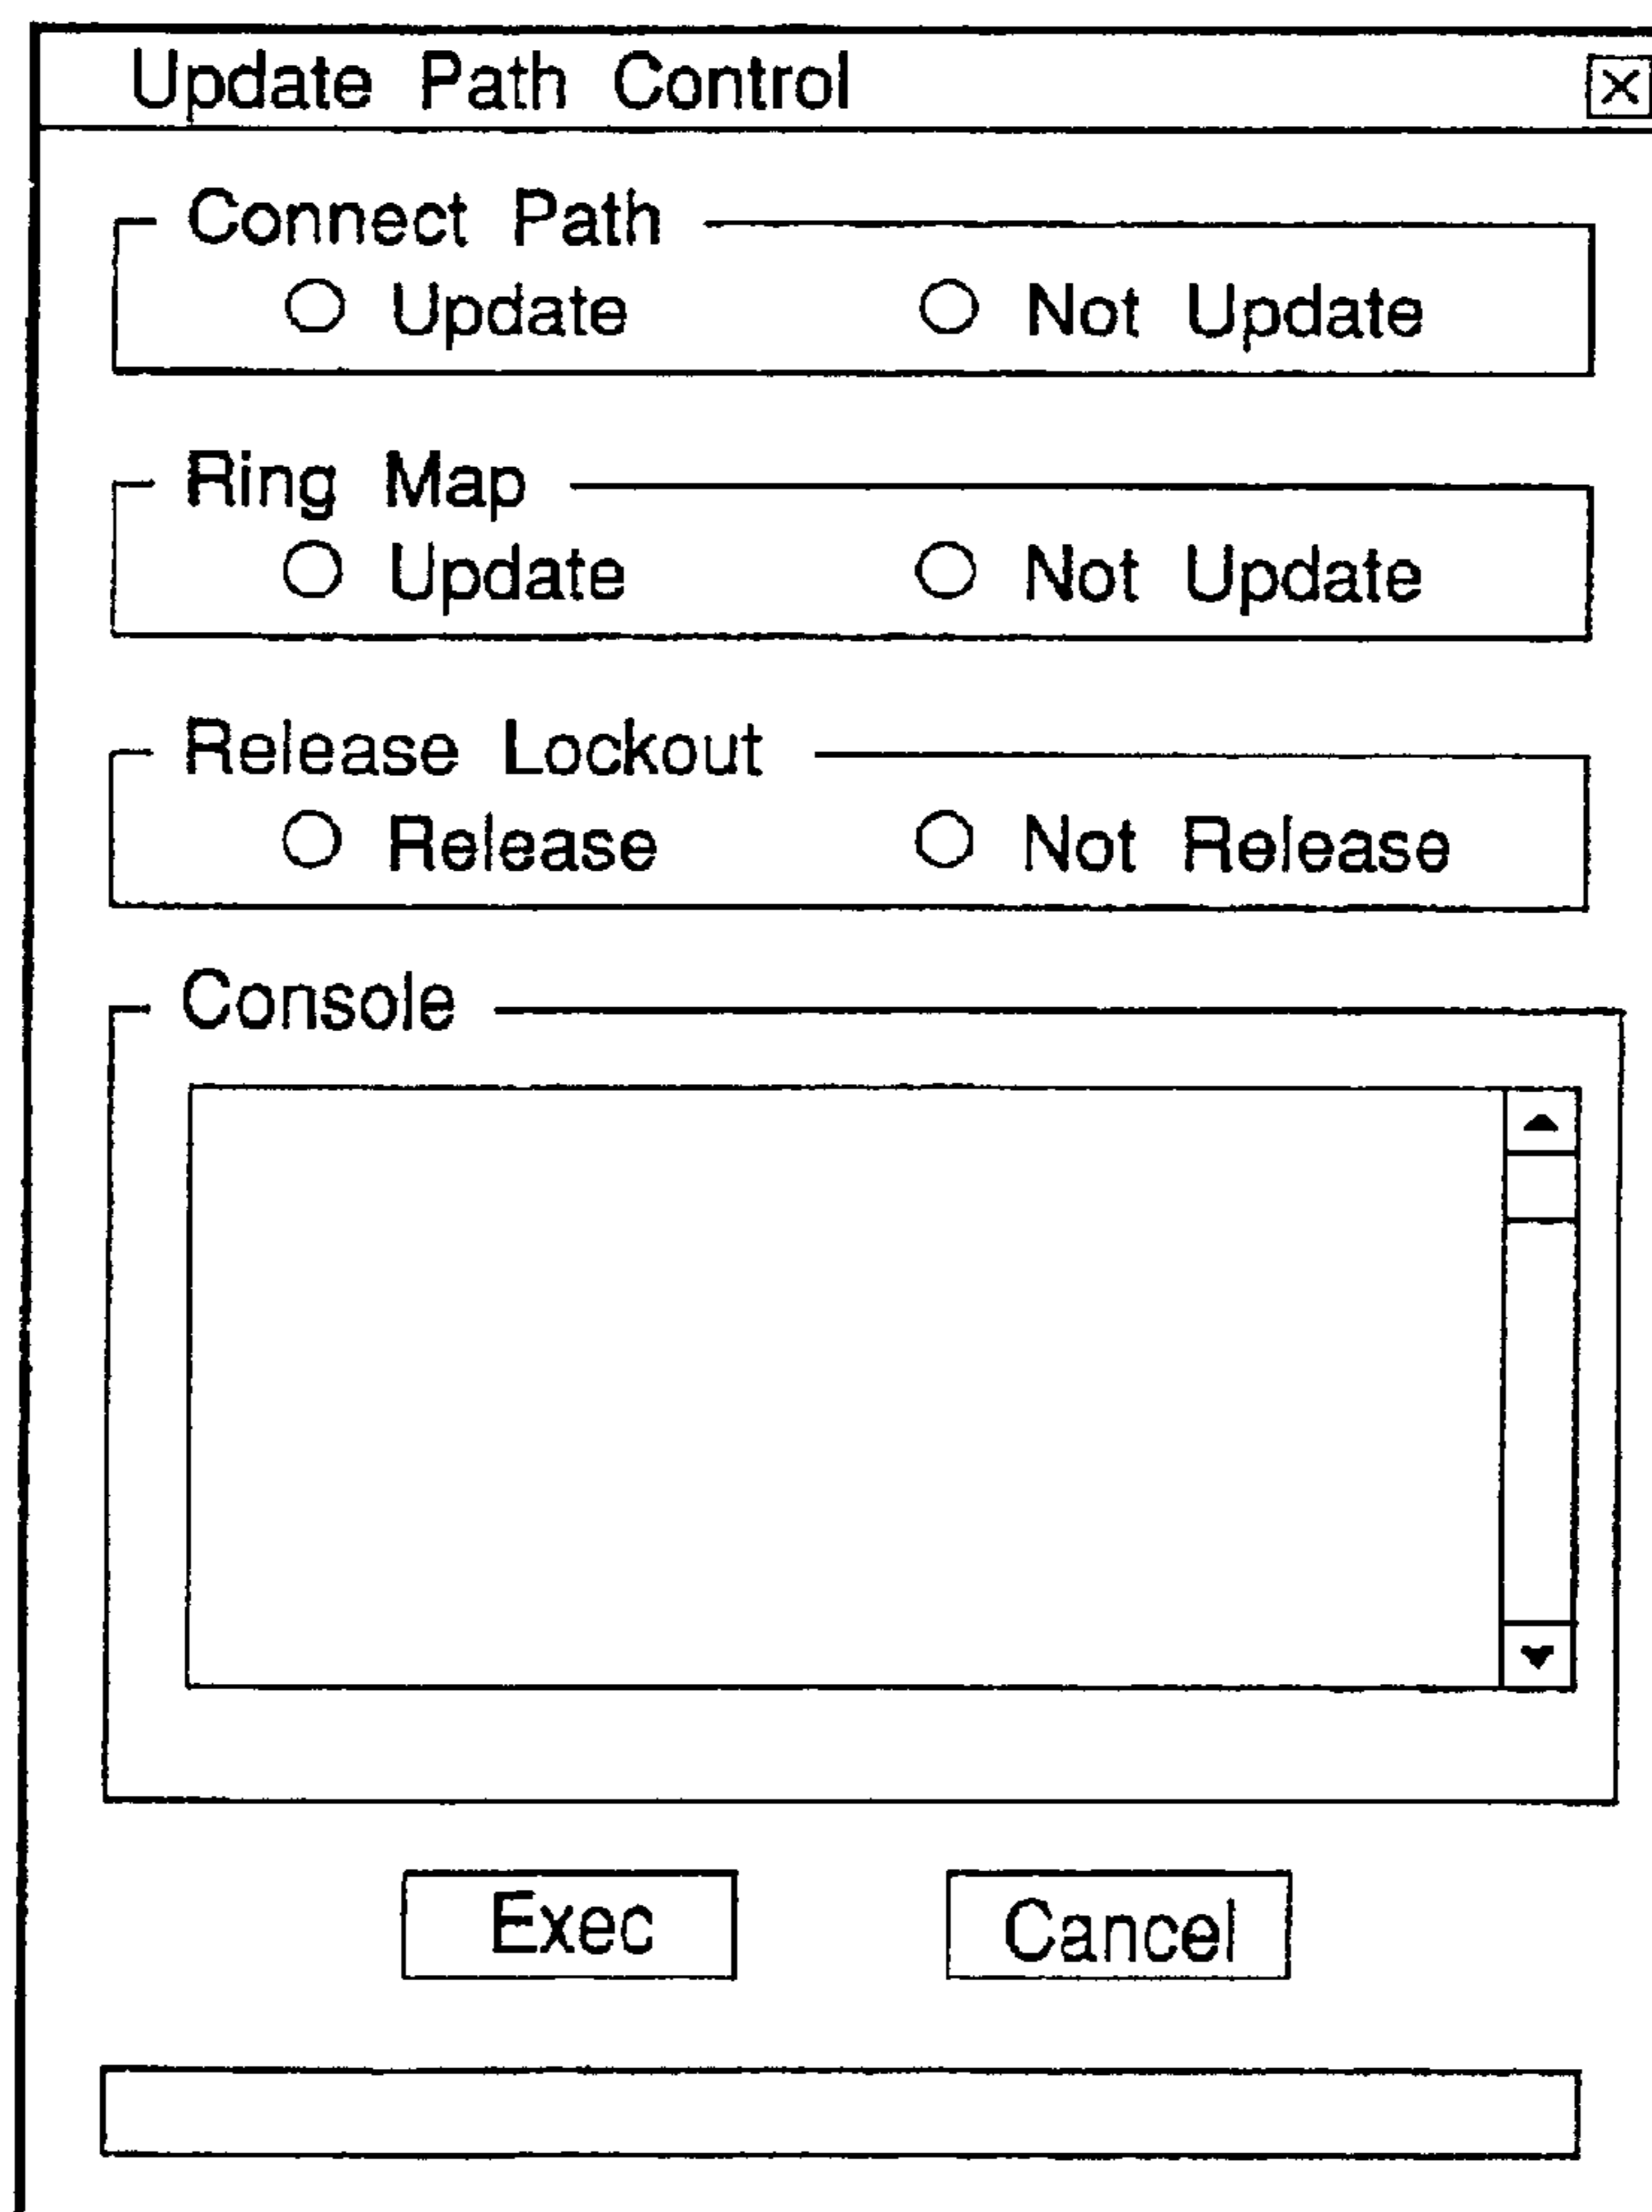 Update Path Control
Connect Path
Update Not Update
Ring Map
Update Not Update
Release Lockout
Release Not Release
Console
Exec Cancel